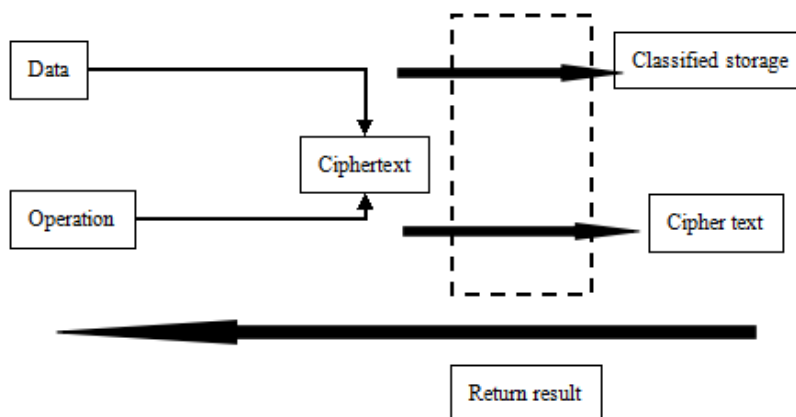 Data
Classified storage
Ciphertext
Operation
Cipher text
Return result